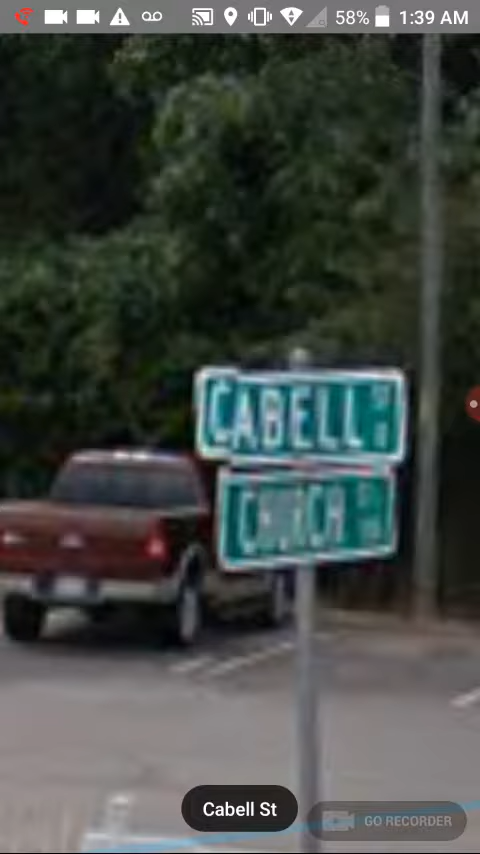 58% 1:39 AM
CABELL
CHURCH
Cabell St
GO RECORDER